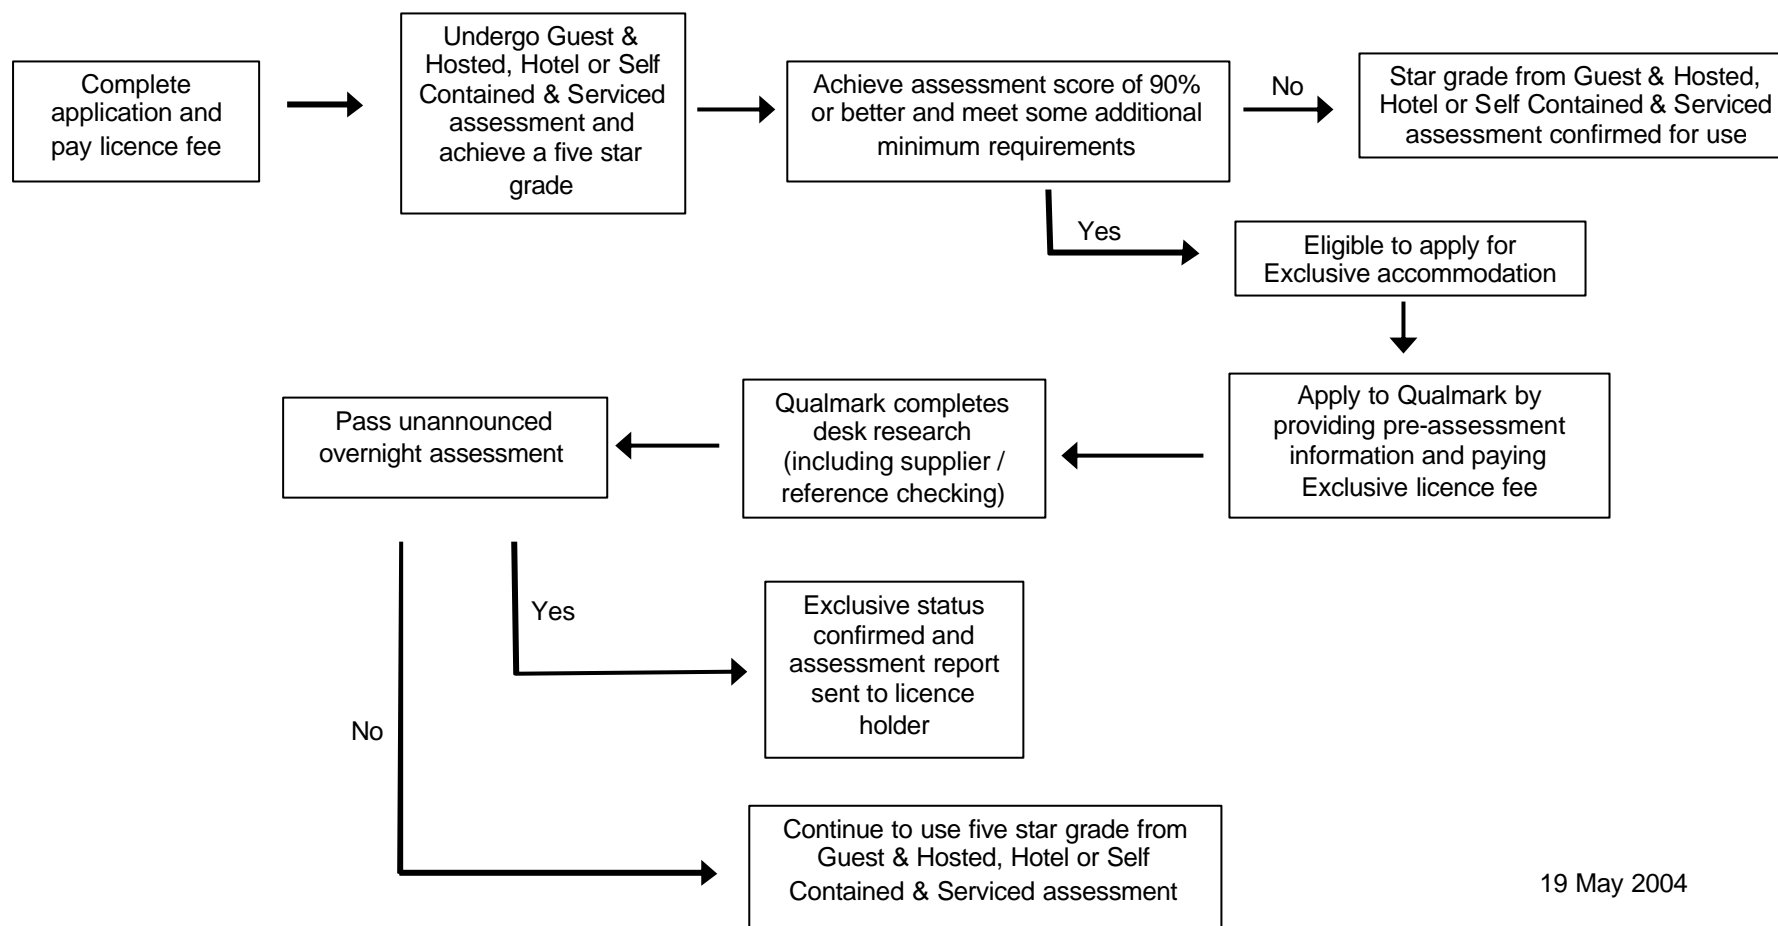 Complete
application and
pay licence fee
Undergo Guest &
Hosted, Hotel or Self
Contained & Serviced
assessment and
achieve a five star
grade
Achieve assessment score of 90%
or better and meet some additional
minimum requirements
No
Star grade from Guest & Hosted,
Hotel or Self Contained & Serviced
assessment confirmed for use
Yes
Eligible to apply for
Exclusive accommodation
Apply to Qualmark by
providing pre-assessment
information and paying
Exclusive licence fee
Qualmark completes
desk research
(including supplier /
reference checking)
Pass unannounced
overnight assessment
Yes
Exclusive status
confirmed and
assessment report
sent to licence
holder
No
Continue to use five star grade from
Guest & Hosted, Hotel or Self
Contained & Serviced assessment
19 May 2004